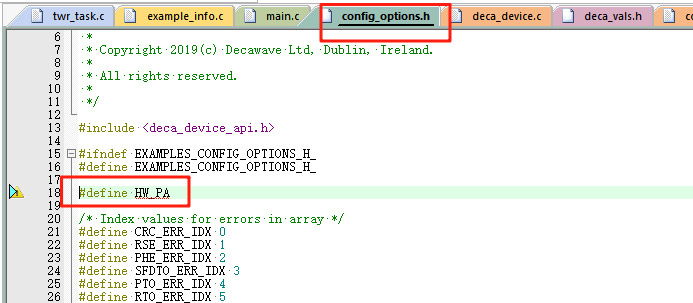 twr_task.c example_info.c main.c config_options.h deca_device.c deca_vals.h
6 *
7 * Copyright 2019(c) Decawave Ltd, Dublin, Ireland.
8 *
9 * All rights reserved.
10 *
11 */
12
13 #include <deca_device_api.h>
14
15 #ifndef EXAMPLES_CONFIG_OPTIONS_H_
16 #define EXAMPLES_CONFIG_OPTIONS_H_
17
18 #define HW_PA
19
20 /* Index values for errors in array */
21 #define CRC_ERR_IDX 0
22 #define RSE_ERR_IDX 1
23 #define PHE_ERR_IDX 2
24 #define SFDTO_ERR_IDX 3
25 #define PTO_ERR_IDX 4
26 #define RTO_ERR_IDX 5